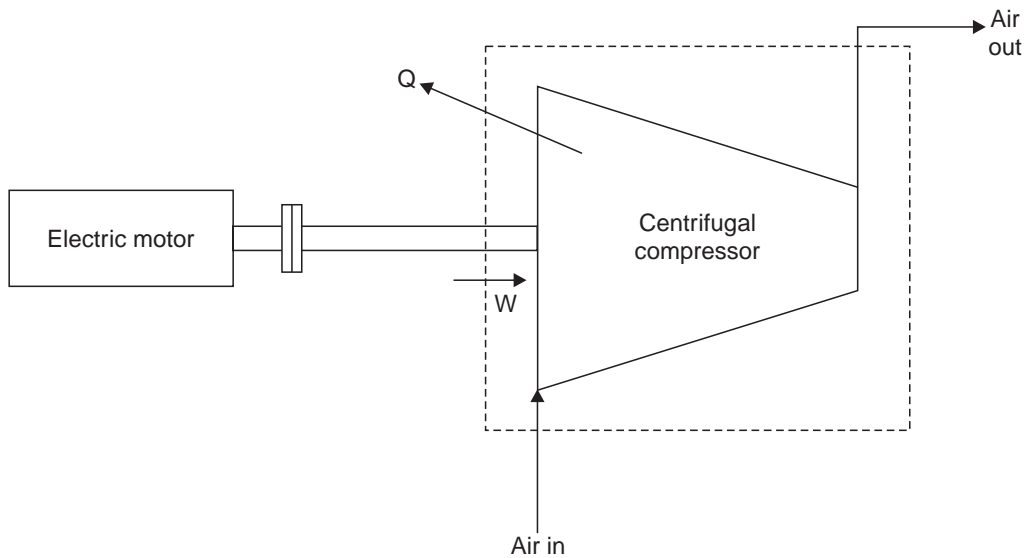 Air
out
Q
Electric motor
Centrifugal
compressor
W
Air in